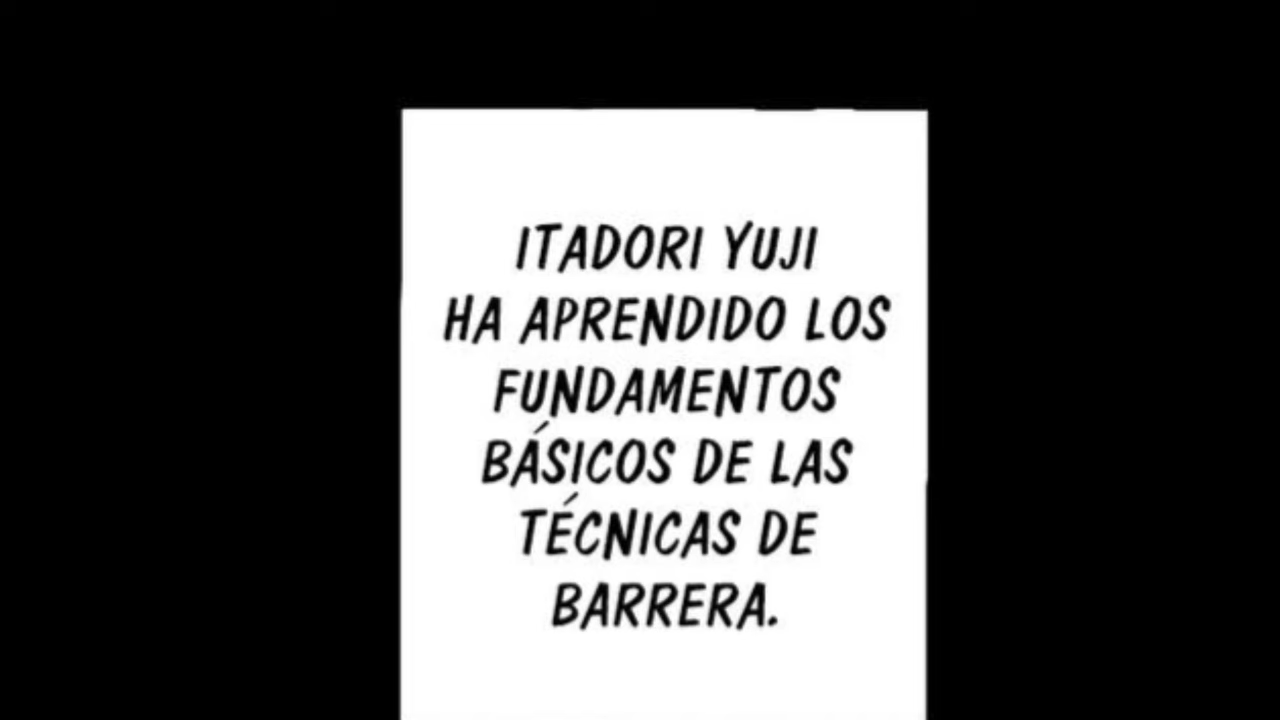 ITADORI YUJI
HA APRENDIDO LOS
FUNDAMENTOS
BÁSICOS DE LAS
TÉCNICAS DE
BARRERA.